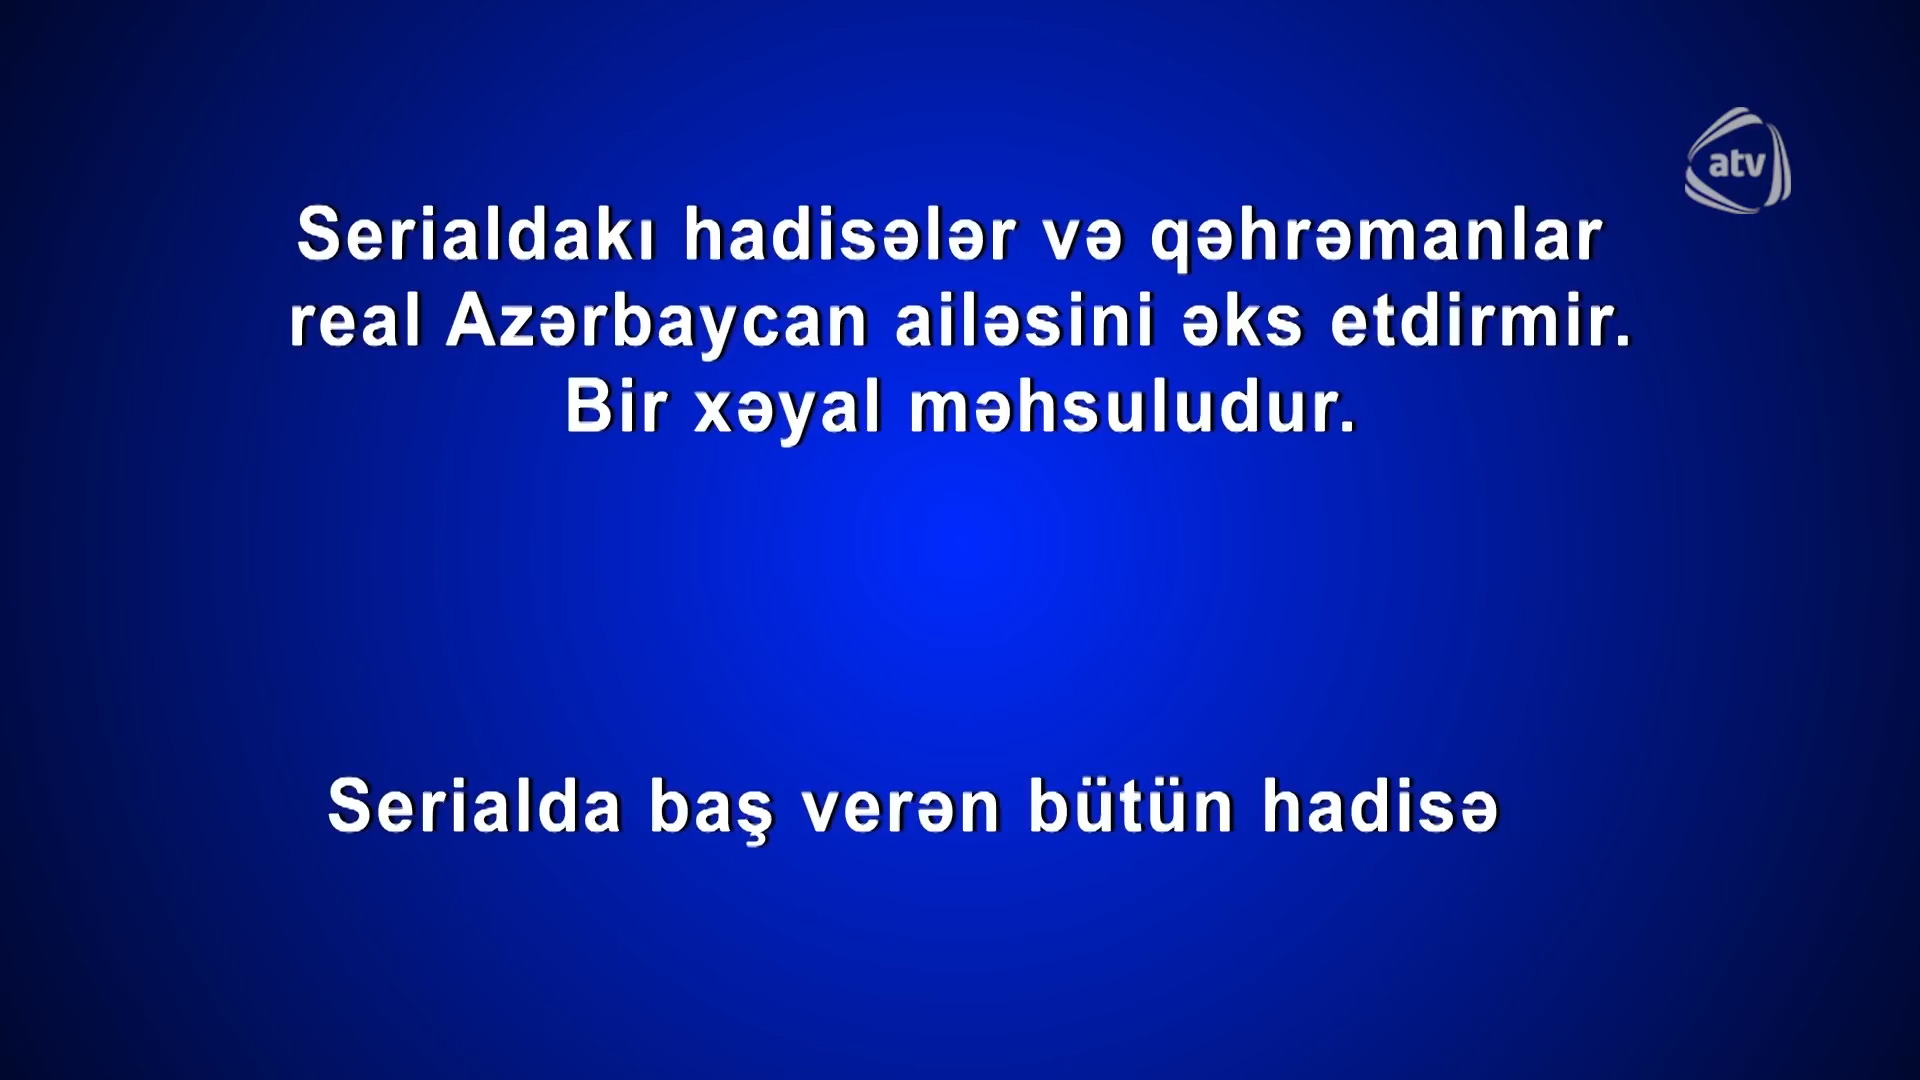 atv
Serialdakı hadisələr və qəhrəmanlar
real Azərbaycan ailəsini əks etdirmir.
Bir xəyal məhsuludur.
Serialda baş verən bütün hadisə